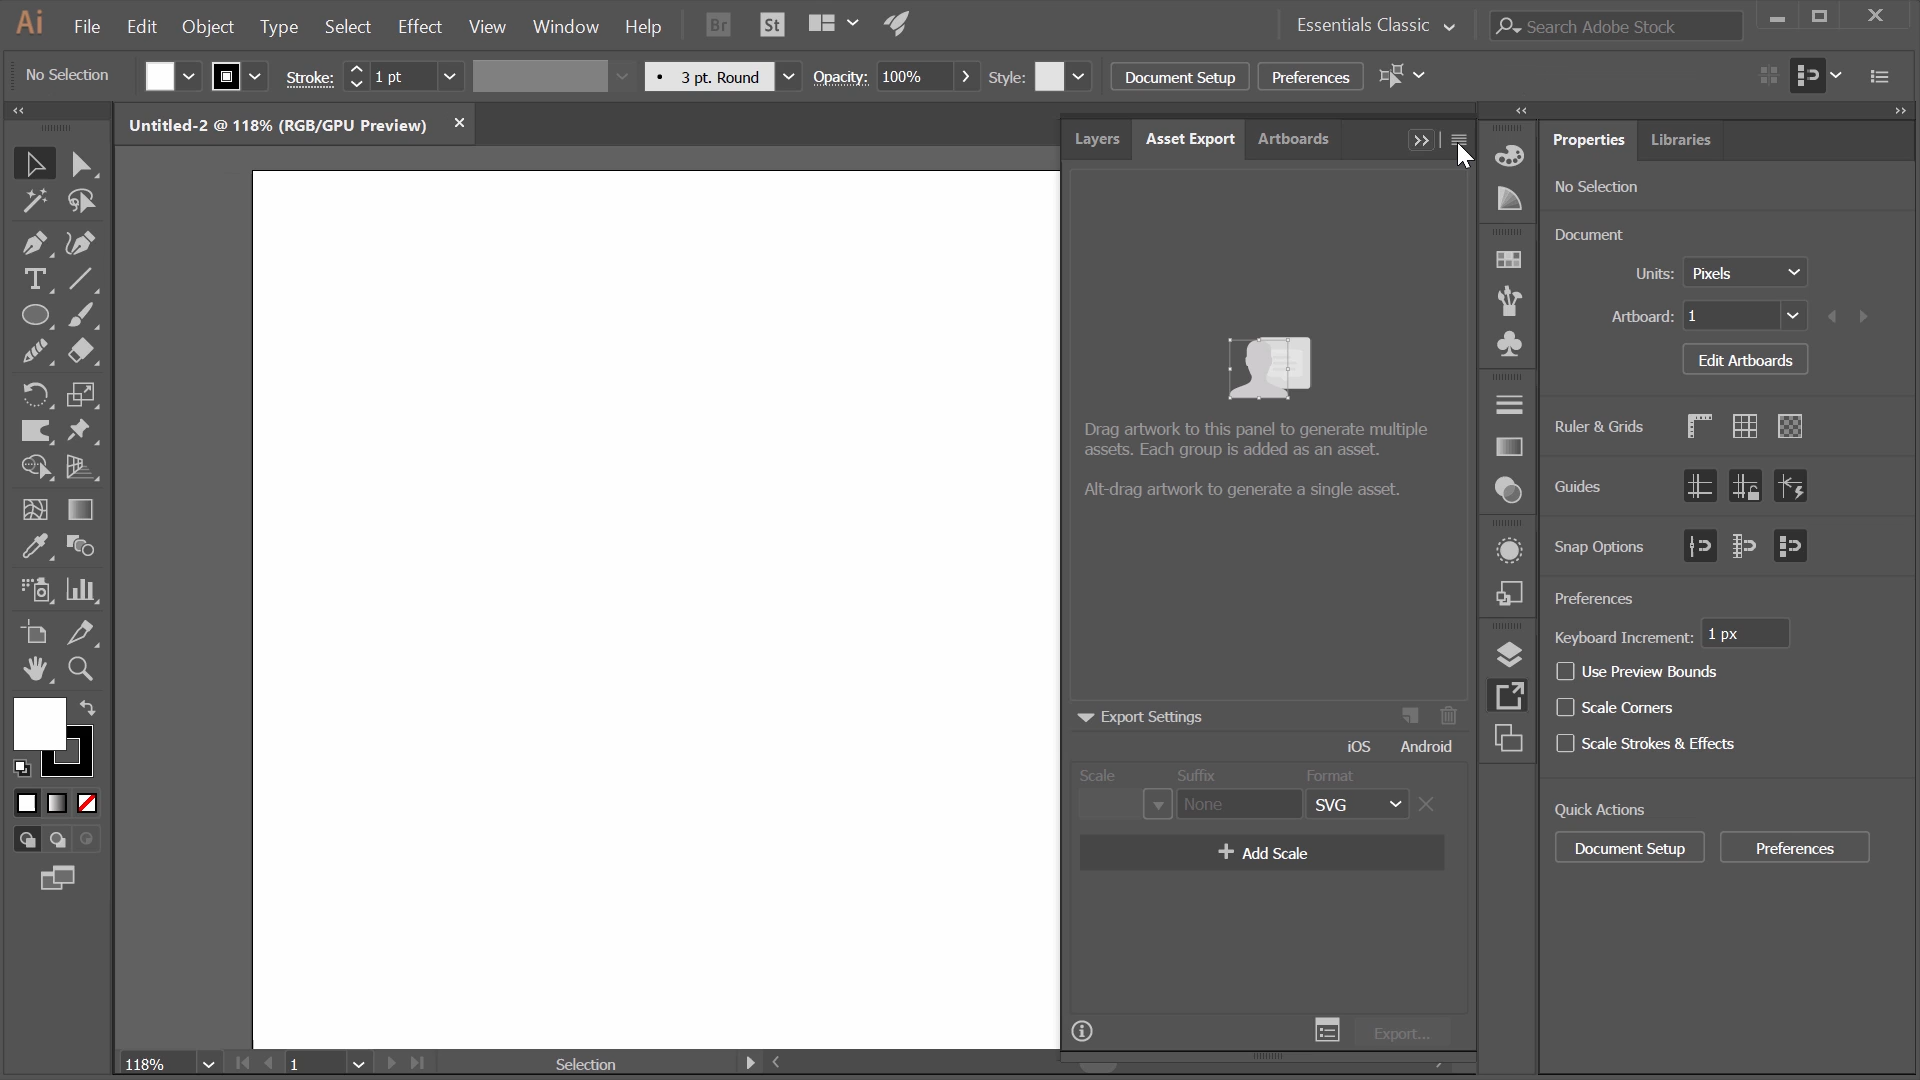 Ai File Edit Object Type Select Effect View Window Help Br St Essentials Classic Search Adobe Stock
No Selection Stroke: 1 pt 3 pt. Round Opacity: 100% Style: Document Setup Preferences
Untitled-2 @ 118% (RGB/GPU Preview)
Layers Asset Export Artboards
Drag artwork to this panel to generate multiple
assets. Each group is added as an asset.
Alt-drag artwork to generate a single asset.
Export Settings
iOS Android
Scale Suffix Format
None SVG
Add Scale
Export...
Properties Libraries
No Selection
Document
Units: Pixels
Artboard: 1
Edit Artboards
Ruler & Grids
Guides
Snap Options
Preferences
Keyboard Increment: 1 px
Use Preview Bounds
Scale Corners
Scale Strokes & Effects
Quick Actions
Document Setup Preferences
118% 1 Selection